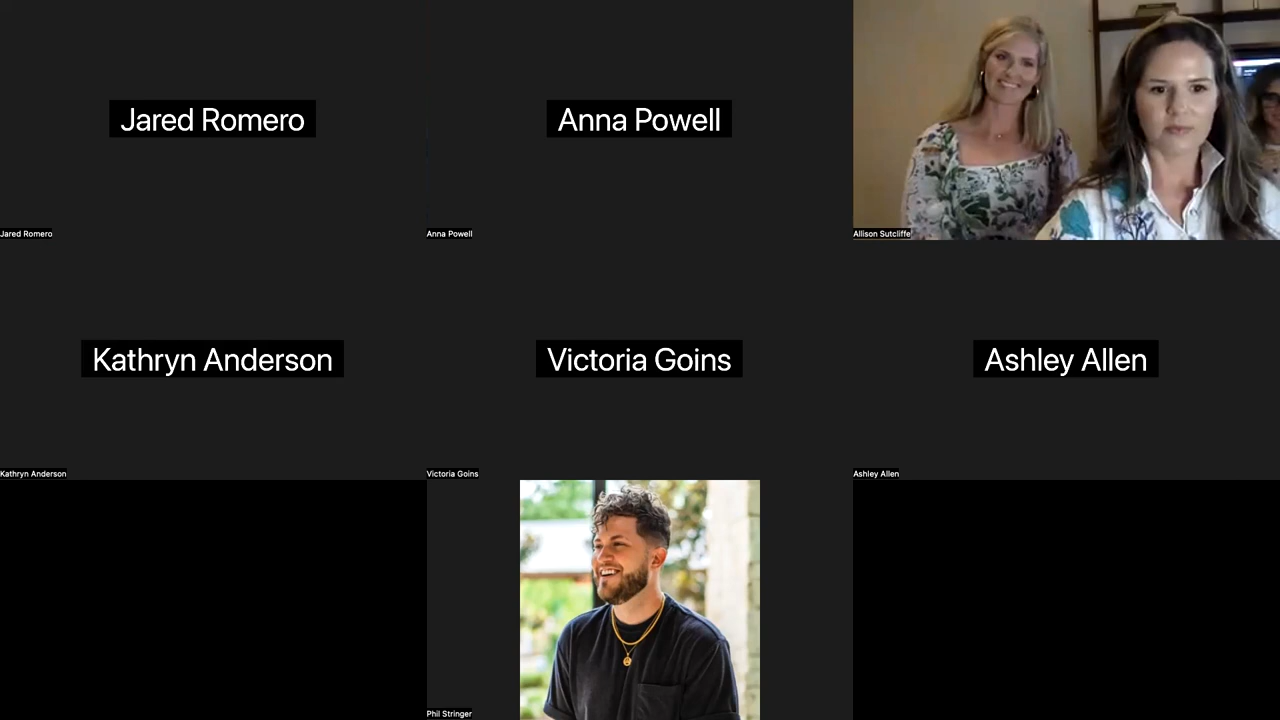 Jared Romero
Anna Powell
Jared Romero
Anna Powell
Allison Sutcliffe
Kathryn Anderson
Victoria Goins
Ashley Allen
Kathryn Anderson
Victoria Goins
Ashley Allen
Phil Stringer